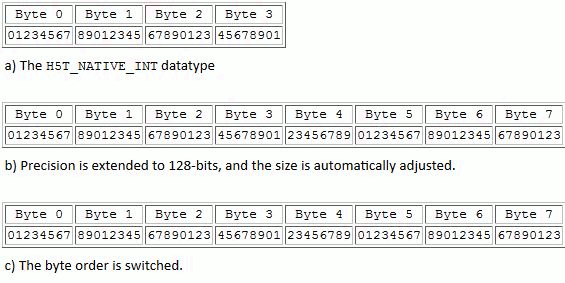 Byte 0 Byte 1 Byte 2 Byte 3
01234567 89012345 67890123 45678901
a) The H5T_NATIVE_INT datatype
Byte 0 Byte 1 Byte 2 Byte 3 Byte 4 Byte 5 Byte 6 Byte 7
01234567 89012345 67890123 45678901 23456789 01234567 89012345 67890123
b) Precision is extended to 128-bits, and the size is automatically adjusted.
Byte 0 Byte 1 Byte 2 Byte 3 Byte 4 Byte 5 Byte 6 Byte 7
01234567 89012345 67890123 45678901 23456789 01234567 89012345 67890123
c) The byte order is switched.